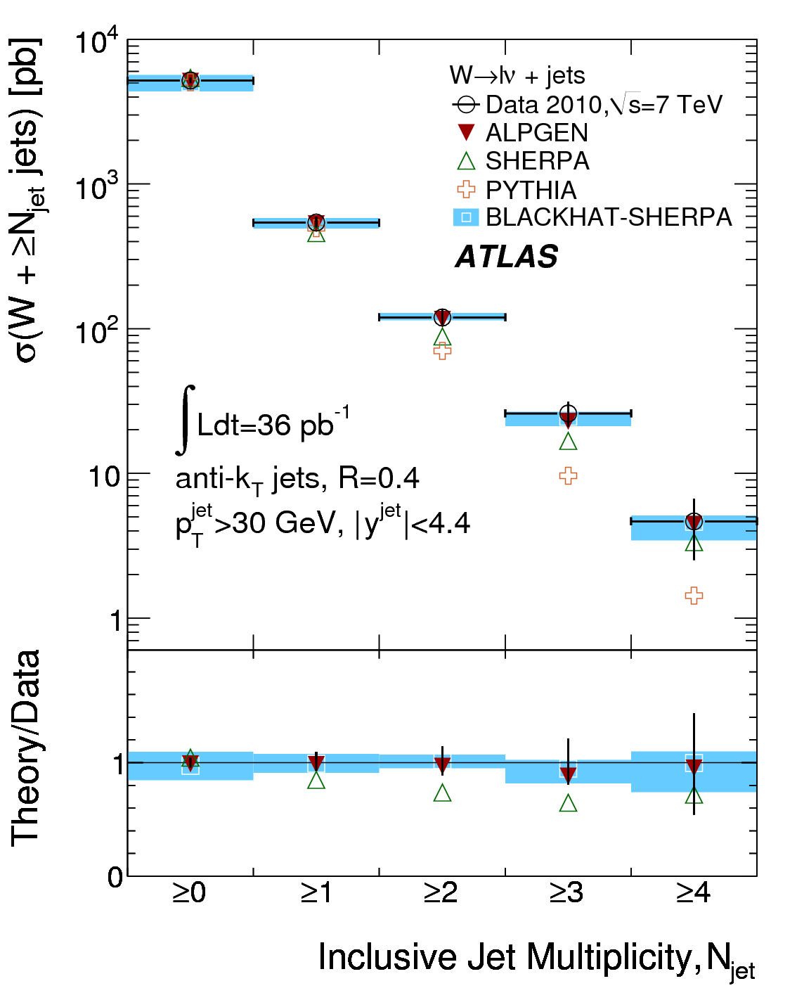 10^4
10^3
10^2
10
1
σ(W + ≥N_jet jets) [pb]
W→lν + jets
Data 2010,√s=7 TeV
ALPGEN
SHERPA
PYTHIA
BLACKHAT-SHERPA
ATLAS
∫Ldt=36 pb^-1
anti-k_T jets, R=0.4
p_T^jet>30 GeV, |y^jet|<4.4
Theory/Data
1
0
≥0 ≥1 ≥2 ≥3 ≥4
Inclusive Jet Multiplicity, N_jet